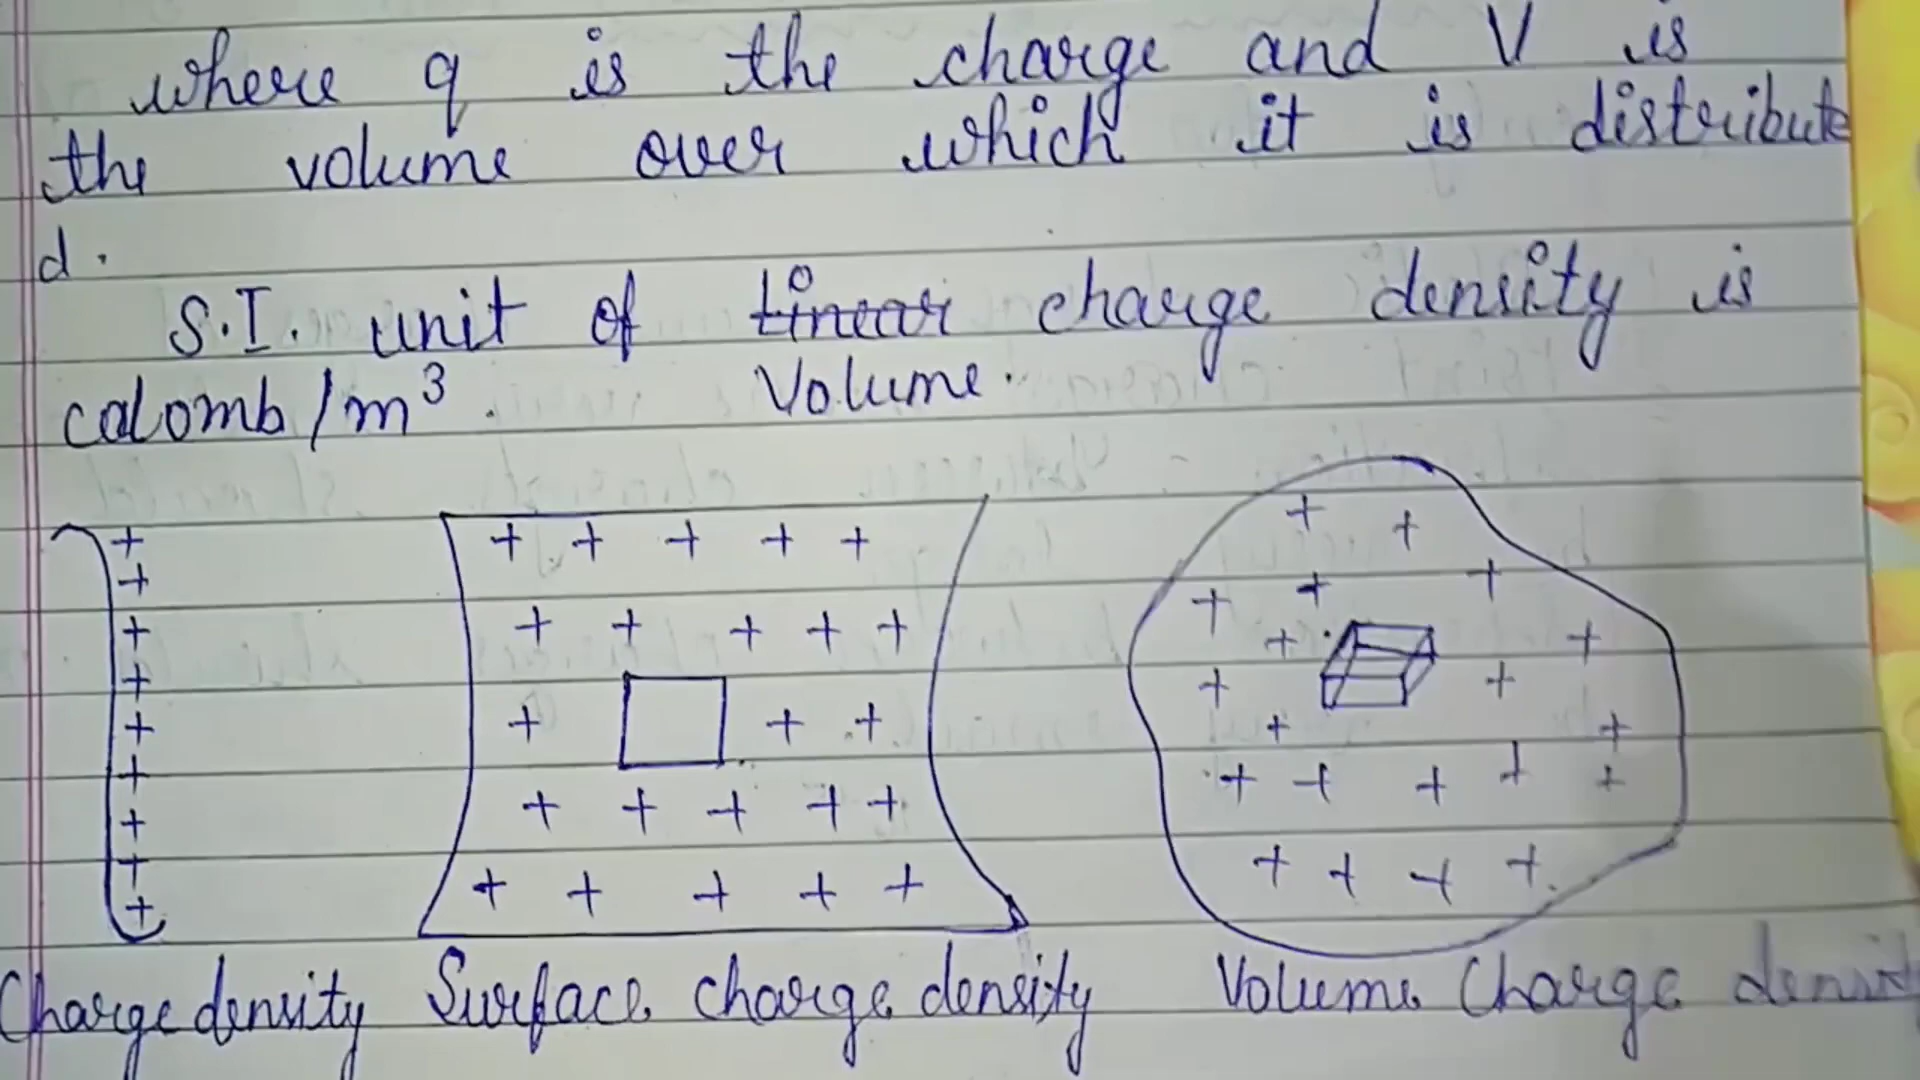 where q is the charge and V is
the volume over which it is distribute
d.
S.I. unit of Linear charge density is
Volume.
calomb/m³.
+ + + + + + + + +
+ + + + +
+ + + + +
+ + +
+ + + + +
+ + + + +
Charge density Surface charge density Volume Charge density